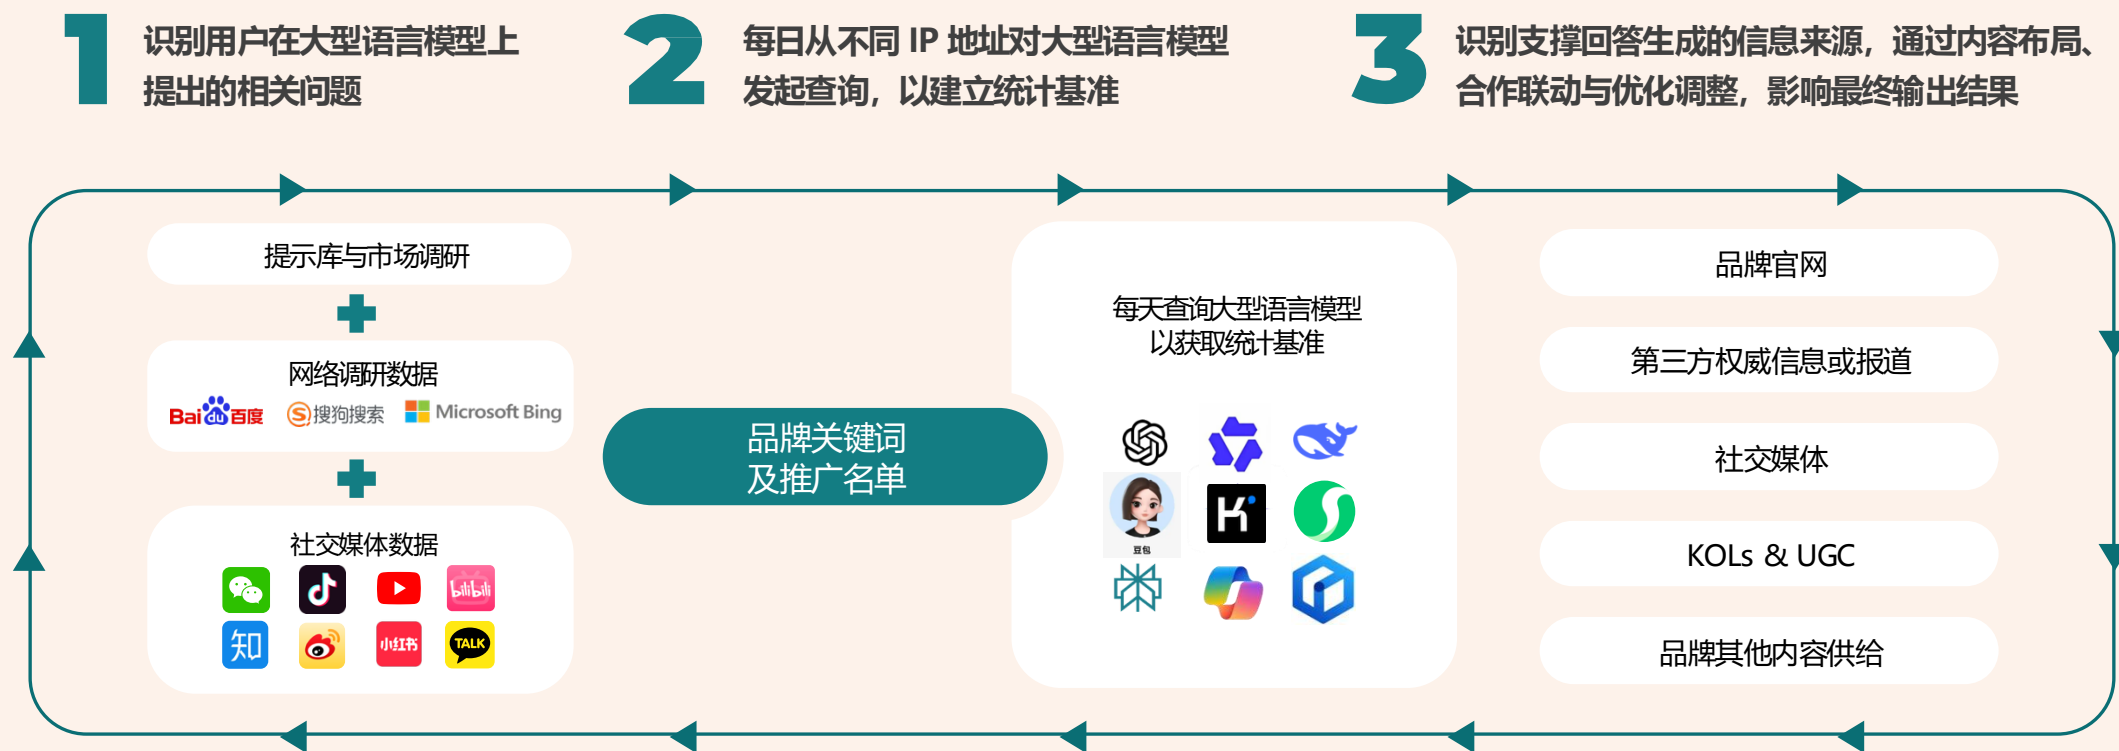 1
识别用户在大型语言模型上
提出的相关问题
2
每日从不同 IP 地址对大型语言模型
发起查询，以建立统计基准
3
识别支撑回答生成的信息来源，通过内容布局、
合作联动与优化调整，影响最终输出结果
提示库与市场调研
网络调研数据
Bai du 百度
S 搜狗搜索
Microsoft Bing
社交媒体数据
bilibili
知
小红书
TALK
品牌关键词
及推广名单
每天查询大型语言模型
以获取统计基准
豆包
K
品牌官网
第三方权威信息或报道
社交媒体
KOLs & UGC
品牌其他内容供给